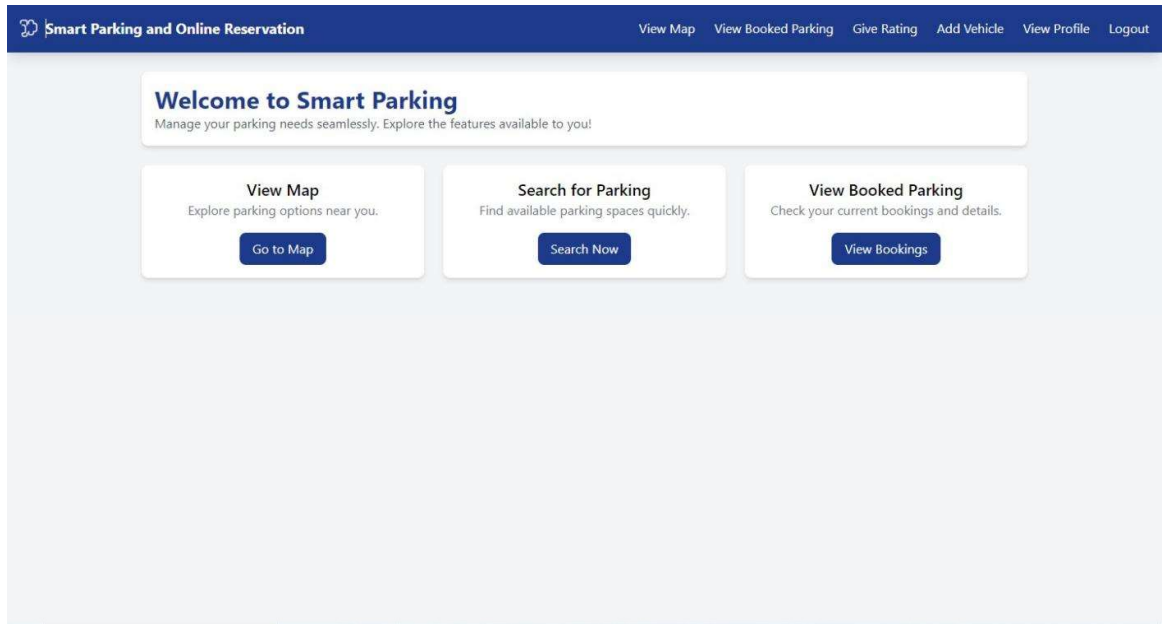 Smart Parking and Online Reservation
View Map View Booked Parking Give Rating Add Vehicle View Profile Logout
Welcome to Smart Parking
Manage your parking needs seamlessly. Explore the features available to you!
View Map
Explore parking options near you.
Go to Map
Search for Parking
Find available parking spaces quickly.
Search Now
View Booked Parking
Check your current bookings and details.
View Bookings